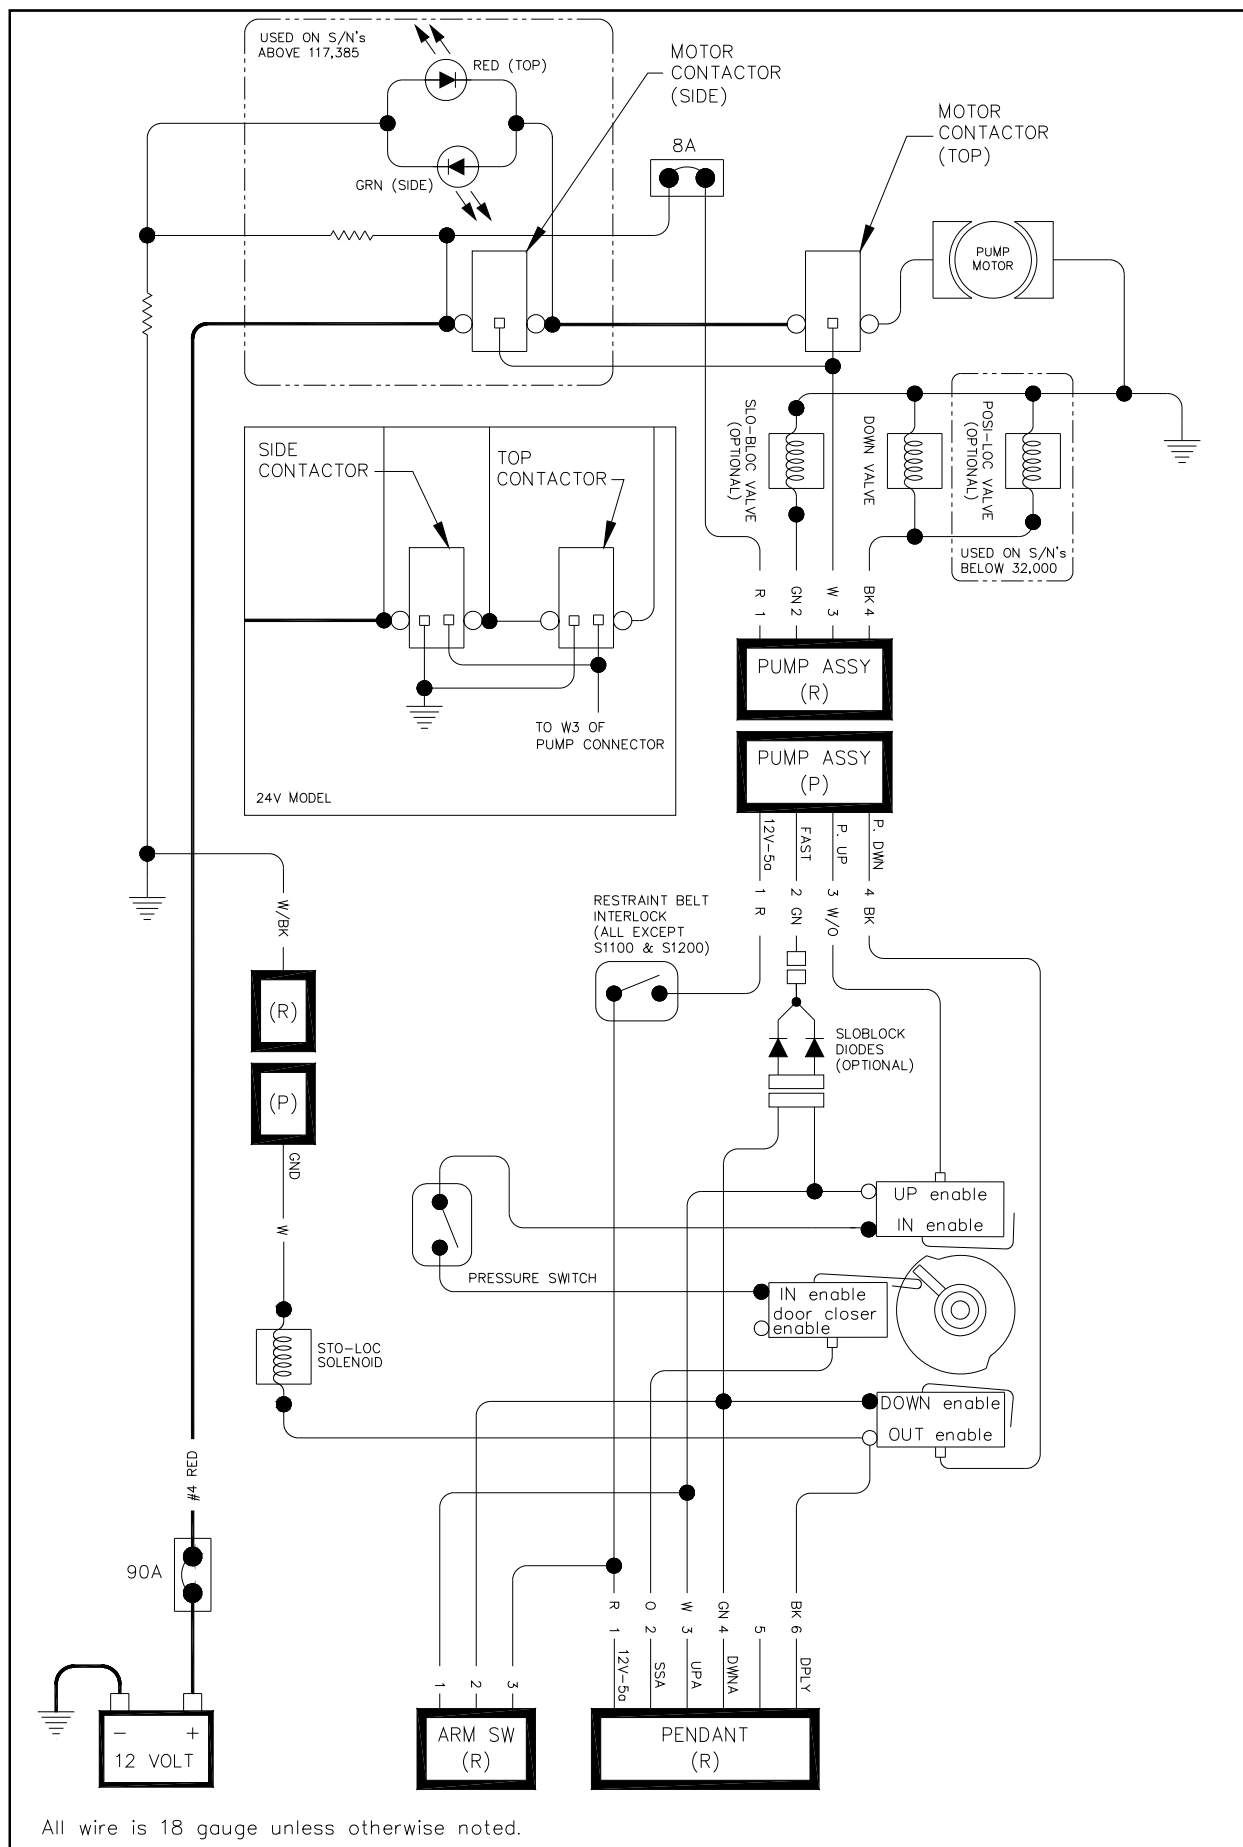 USED ON S/N's
ABOVE 117,385
RED (TOP)
GRN (SIDE)
MOTOR
CONTACTOR
(SIDE)
8A
MOTOR
CONTACTOR
(TOP)
PUMP
MOTOR
SLO-BLOC VALVE
(OPTIONAL)
DOWN VALVE
POSI-LOC VALVE
(OPTIONAL)
USED ON S/N's
BELOW 32,000
SIDE
CONTACTOR
TOP
CONTACTOR
TO W3 OF
PUMP CONNECTOR
24V MODEL
R 1
GN 2
W 3
BK 4
PUMP ASSY
(R)
PUMP ASSY
(P)
12V-5a
FAST
P. UP
P. DWN
1 R
2 GN
3 W/O
4 BK
RESTRAINT BELT
INTERLOCK
(ALL EXCEPT
S1100 & S1200)
W/BK
(R)
(P)
GND
W
SLOBLOCK
DIODES
(OPTIONAL)
UP enable
IN enable
PRESSURE SWITCH
IN enable
door closer
enable
STO-LOC
SOLENOID
DOWN enable
OUT enable
#4 RED
90A
R 1 12V-5a
O 2 SSA
W 3 UPA
GN 4 DWNA
5
BK 6 DPLY
1
2
3
ARM SW
(R)
PENDANT
(R)
- +
12 VOLT
All wire is 18 gauge unless otherwise noted.